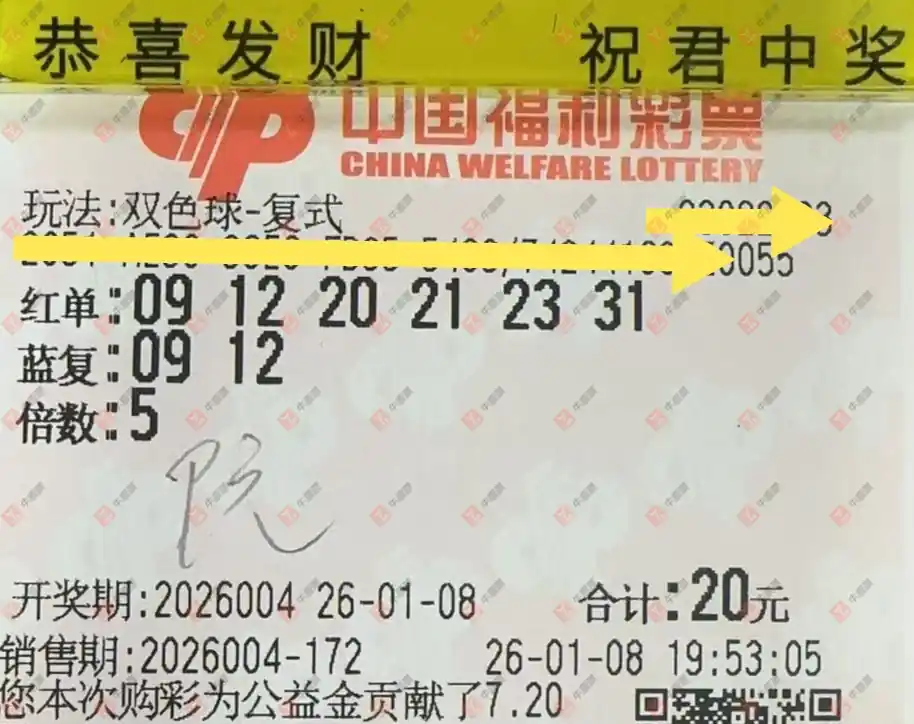 恭喜发财 祝君中奖
中国福利彩票
CHINA WELFARE LOTTERY
玩法:双色球-复式
红单:09 12 20 21 23 31
蓝复:09 12
倍数:5
阮
开奖期:2026004 26-01-08 合计:20元
销售期:2026004-172 26-01-08 19:53:05
您本次购彩为公益金贡献了7.20